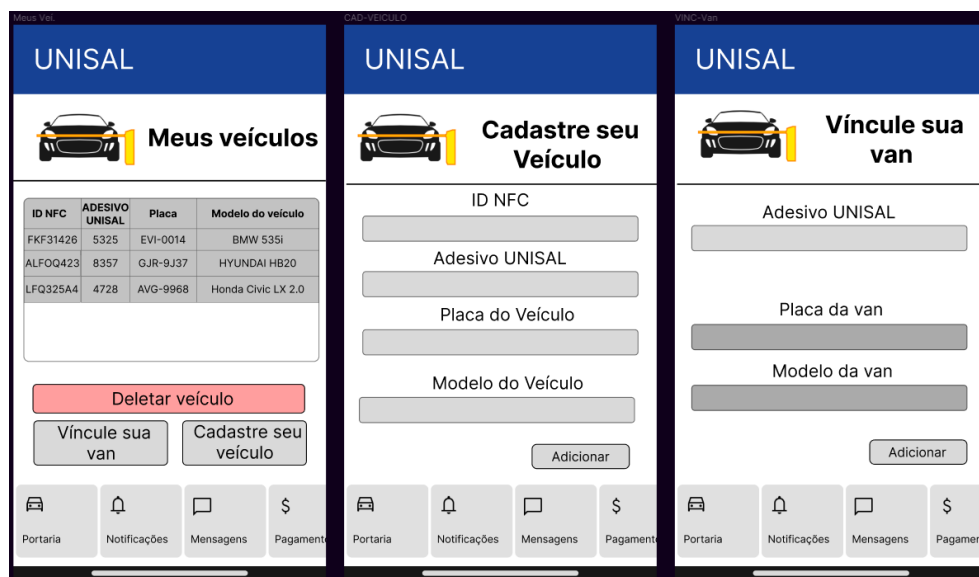 Meus Vei.
UNISAL
Meus veículos
ID NFC ADESIVO UNISAL Placa Modelo do veículo
FKF31426 5325 EVI-0014 BMW 535i
ALFOQ423 8357 GJR-9J37 HYUNDAI HB20
LFQ325A4 4728 AVG-9968 Honda Civic LX 2.0
Deletar veículo
Víncule sua
van
Cadastre seu
veículo
Portaria Notificações Mensagens Pagamento
CAD-VEICULO
UNISAL
Cadastre seu
Veículo
ID NFC
Adesivo UNISAL
Placa do Veículo
Modelo do Veículo
Adicionar
Portaria Notificações Mensagens Pagamento
VINC-Van
UNISAL
Víncule sua
van
Adesivo UNISAL
Placa da van
Modelo da van
Adicionar
Portaria Notificações Mensagens Pagamer